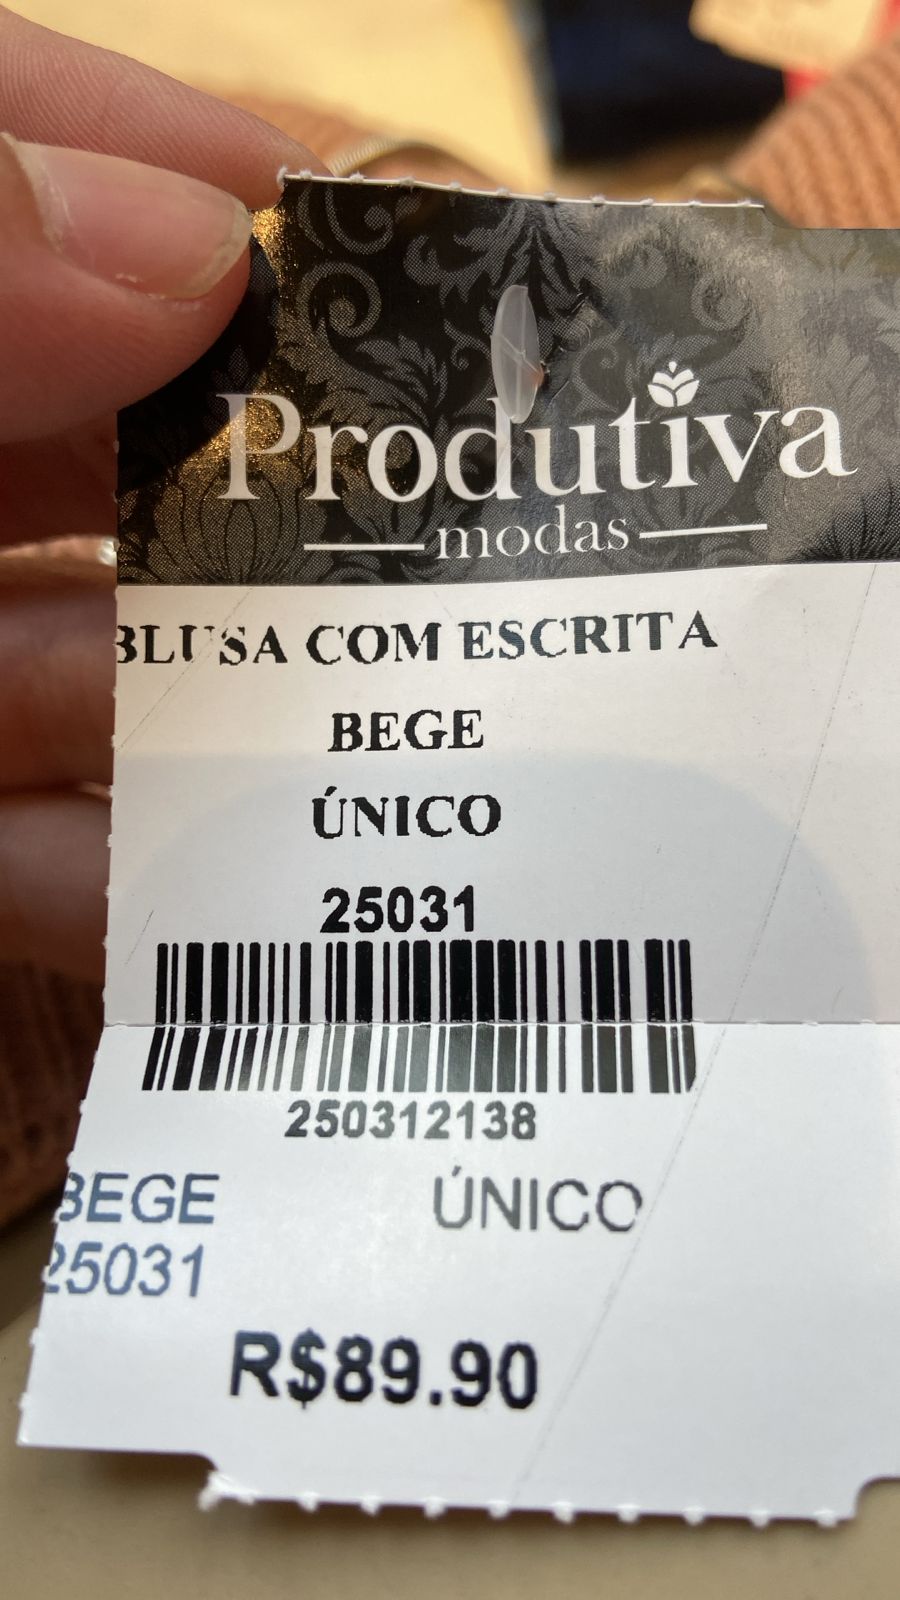 Produtiva
modas
BLUSA COM ESCRITA
BEGE
ÚNICO
25031
250312138
BEGE ÚNICO
25031
R$89.90